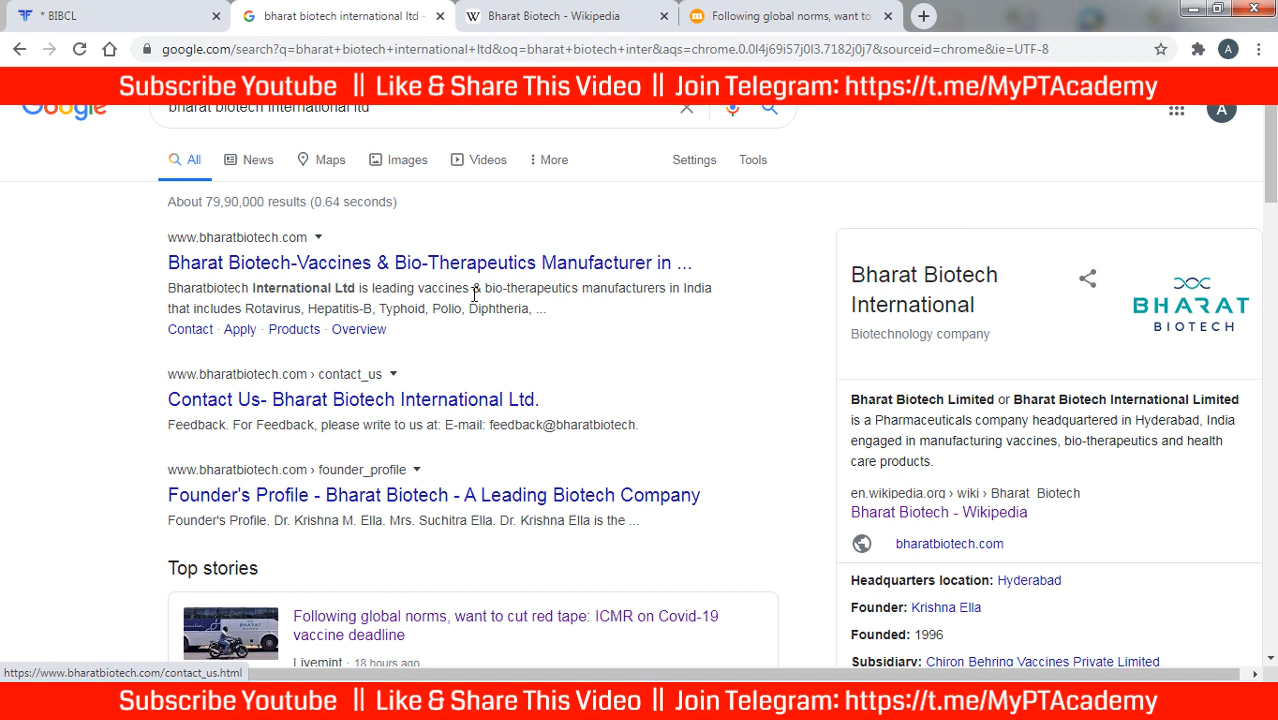 * BIBCL
bharat biotech international ltd -
Bharat Biotech - Wikipedia
Following global norms, want to
google.com/search?q=bharat+biotech+international+ltd&oq=bharat+biotech+inter&aqs=chrome.0.0l4j69i57j0l3.7182j0j7&sourceid=chrome&ie=UTF-8
A
Subscribe Youtube || Like & Share This Video || Join Telegram: https://t.me/MyPTAcademy
Google
bharat biotech international ltd
A
All
News
Maps
Images
Videos
More
Settings
Tools
About 79,90,000 results (0.64 seconds)
www.bharatbiotech.com
Bharat Biotech-Vaccines & Bio-Therapeutics Manufacturer in ...
Bharatbiotech International Ltd is leading vaccines & bio-therapeutics manufacturers in India
that includes Rotavirus, Hepatitis-B, Typhoid, Polio, Diphtheria, ...
Contact · Apply · Products · Overview
www.bharatbiotech.com › contact_us
Contact Us- Bharat Biotech International Ltd.
Feedback. For Feedback, please write to us at: E-mail: feedback@bharatbiotech.
www.bharatbiotech.com › founder_profile
Founder's Profile - Bharat Biotech - A Leading Biotech Company
Founder's Profile. Dr. Krishna M. Ella. Mrs. Suchitra Ella. Dr. Krishna Ella is the ...
Top stories
Following global norms, want to cut red tape: ICMR on Covid-19
vaccine deadline
Livemint · 18 hours ago
Bharat Biotech
International
Biotechnology company
BHARAT
BIOTECH
Bharat Biotech Limited or Bharat Biotech International Limited
is a Pharmaceuticals company headquartered in Hyderabad, India
engaged in manufacturing vaccines, bio-therapeutics and health
care products.
en.wikipedia.org › wiki › Bharat_Biotech
Bharat Biotech - Wikipedia
bharatbiotech.com
Headquarters location: Hyderabad
Founder: Krishna Ella
Founded: 1996
Subsidiary: Chiron Behring Vaccines Private Limited
https://www.bharatbiotech.com/contact_us.html
Subscribe Youtube || Like & Share This Video || Join Telegram: https://t.me/MyPTAcademy